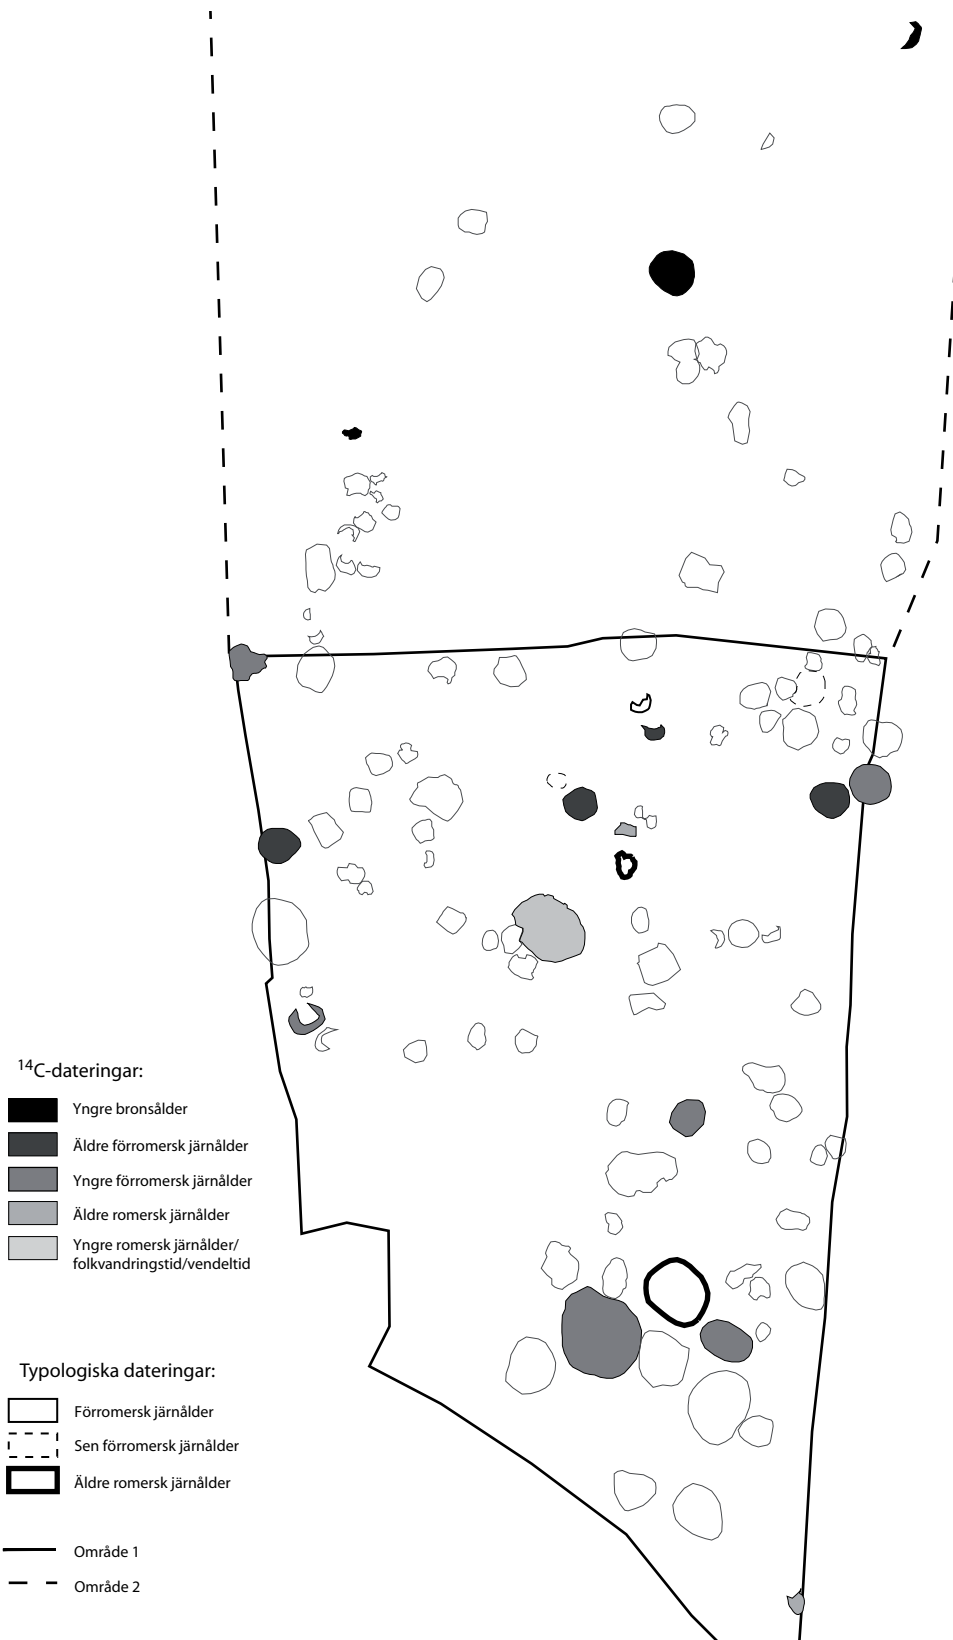 ¹⁴C-dateringar:
Yngre bronsålder
Äldre förromersk järnålder
Yngre förromersk järnålder
Äldre romersk järnålder
Yngre romersk järnålder/
folkvandringstid/vendeltid
Typologiska dateringar:
Förromersk järnålder
Sen förromersk järnålder
Äldre romersk järnålder
Område 1
Område 2